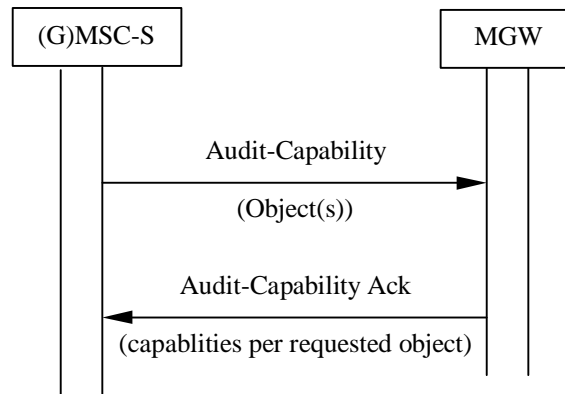 (G)MSC-S
MGW
Audit-Capability
(Object(s))
Audit-Capability Ack
(capablities per requested object)